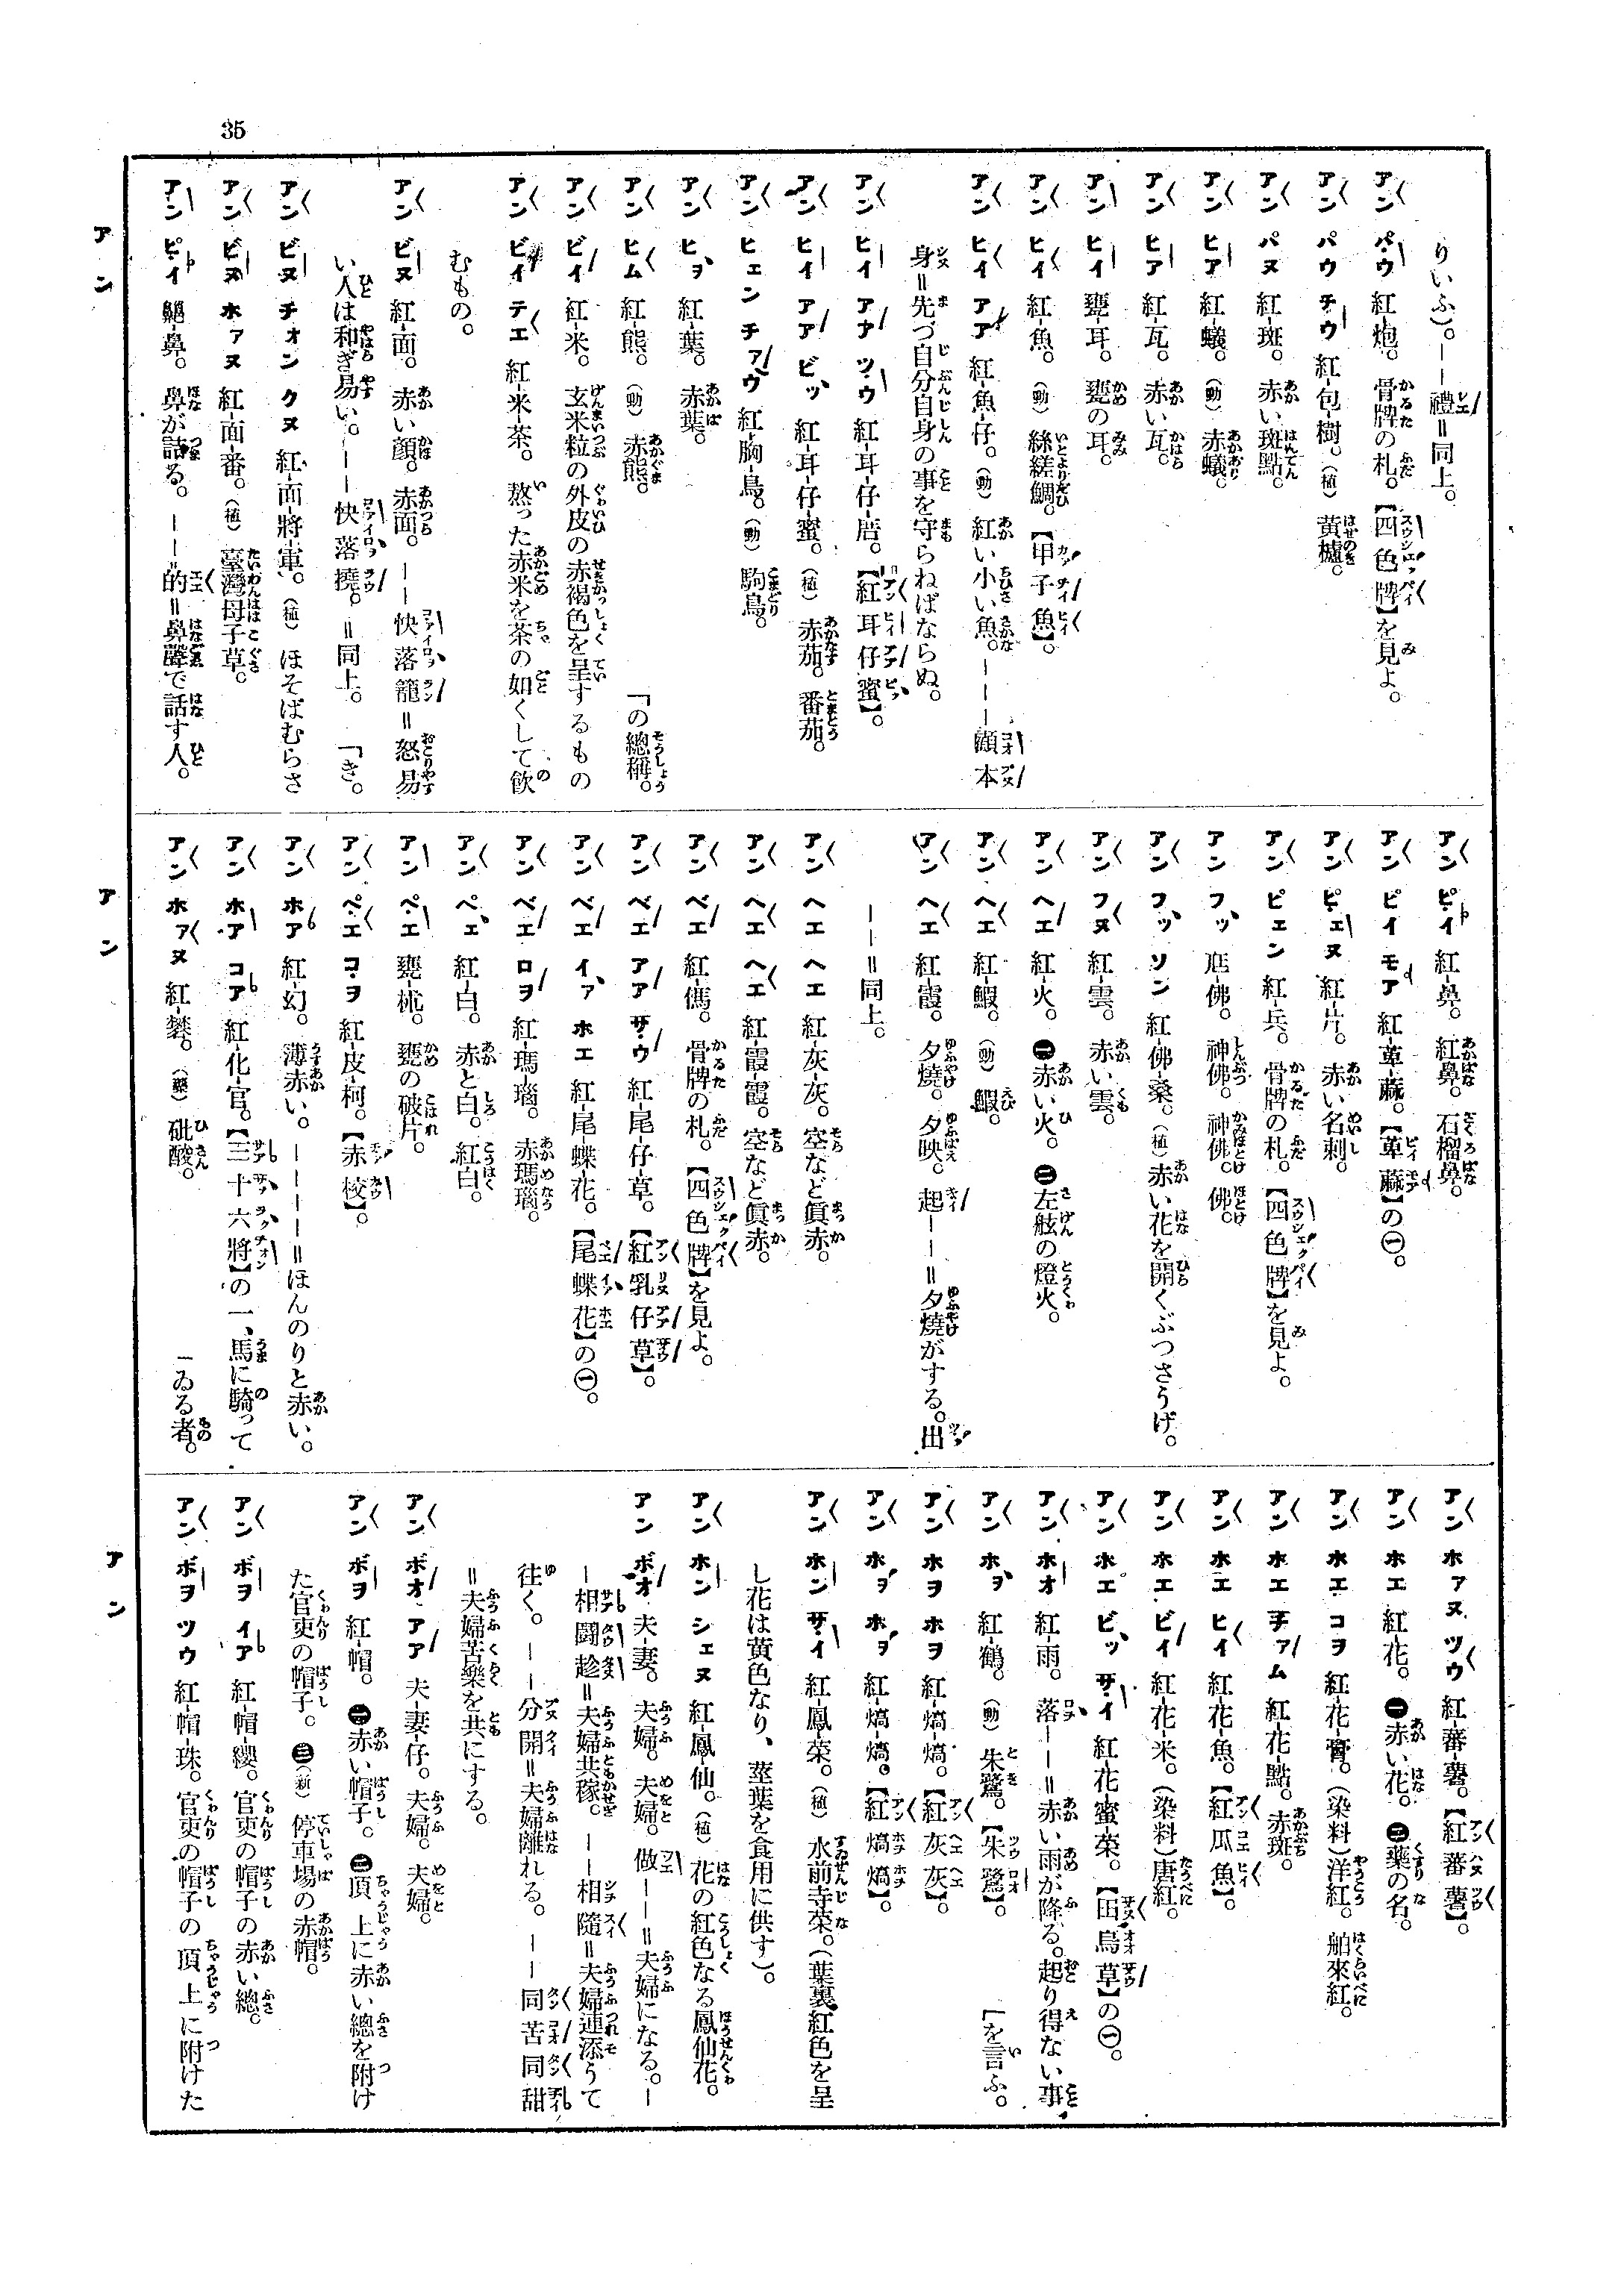 35
りいふ)。――禮=同上。
アン パウ 紅-炮。 骨牌の札。【四色牌】を見よ。
アン パウ チウ 紅-包-樹。(植) 黃櫨。
アン パヌ 紅-斑。 赤い斑點。
アン ヒア 紅-蟻。(動) 赤蟻。
アン ヒア 紅-瓦。 赤い瓦。
アン ヒイ 甕-耳。 甕の耳。
アン ヒイ 紅-魚。(動) 絲縒鯛。【甲子魚】。
アン ヒイ アア 紅-魚-仔。(動) 紅い小い魚。―――顧本
身=先づ自分自身の事を守らねばならぬ。
アン ヒイ アア ツウ 紅-耳-仔-厝。【紅耳仔蜜】。
アン ヒイ アア ビッ 紅-耳-仔-蜜。(植) 赤茄。番茄。
アン ヒェン チァウ 紅-胸-鳥。(動) 駒鳥。
アン ヒヲ 紅-葉。 赤葉。
アン ヒム 紅-熊。(動) 赤熊。 「の總稱。
アン ビイ 紅-米。 玄米粒の外皮の赤褐色を呈するもの
アン ビイ テエ 紅-米-茶。 熬った赤米を茶の如くして飮
むもの。
アン ビヌ 紅-面。 赤い顏。赤面。――快落籠=怒易
い人は和ぎ易い。――快落撓。=同上。 「き。
アン ビヌ チォン クヌ 紅-面-將-軍。(植) ほそばむらさ
アン ビヌ ホァヌ 紅-面-番。(植) 臺灣母子草。
アン ピイ 齆-鼻。 鼻が詰る。――的=鼻聲で話す人。
アン ピイ 紅-鼻。 紅鼻。石榴鼻。
アン ピイ モア 紅-萆-蔴。【萆蔴】の㊀。
アン ピェヌ 紅-片。 赤い名刺。
アン ピェン 紅-兵。 骨牌の札。【四色牌】を見よ。
アン フッ 尫-佛。 神佛。神佛。佛。
アン フッ ソン 紅-佛-桑。(植) 赤い花を開くぶつさうげ。
アン フヌ 紅-雲。 赤い雲。
アン ヘエ 紅-火。 ㊀赤い火。 ㊁左舷の燈火。
アン ヘエ 紅-鰕。(動) 鰕。
アン ヘエ 紅-霞。 夕燒。夕映。 起――=夕燒がする。出
――=同上。
アン ヘエ ヘエ 紅-灰-灰。 空など眞赤。
アン ヘエ ヘエ 紅-霞-霞。 空など眞赤。
アン ベエ 紅-傌。 骨牌の札。【四色牌】を見よ。
アン ベエ アア サウ 紅-尾-仔-草。【紅乳仔草】。
アン ベエ イァ ホエ 紅-尾-蝶-花。【尾蝶花】の㊀。
アン ベエ ロヲ 紅-瑪-瑙。 赤瑪瑙。
アン ペェ 紅-白。 赤と白。紅白。
アン ペエ 甕-桮。 甕の破片。
アン ペエ コヲ 紅-皮-柯。【赤校】。
アン ホア 紅-幻。 薄赤い。――――=ほんのりと赤い。
アン ホア コア 紅-化-官。【三十六將】の一、馬に騎って
アン ホァヌ 紅-礬。(藥) 砒酸。 「ゐる者。
アン ホァヌ ツウ 紅-蕃-薯。【紅蕃薯】。
アン ホエ 紅-花。 ㊀赤い花。 ㊁藥の名。
アン ホエ コヲ 紅-花-膏。(染料)洋紅。 舶來紅。
アン ホエ チァム 紅-花-點。 赤斑。
アン ホエ ヒイ 紅-花-魚。【紅瓜魚】。
アン ホエ ビイ 紅-花-米。(染料)唐紅。
アン ホエ ビッ サイ 紅-花-蜜-菜。【田烏草】の㊀。
アン ホオ 紅-雨。 落――=赤い雨が降る。起り得ない事
アン ホヲ 紅-鶴。(動) 朱鷺。【朱鷺】。 「を言ふ。
アン ホヲ ホヲ 紅-熇-熇。【紅灰灰】。
アン ホヲ ホヲ 紅-熇-熇。【紅熇熇】。
アン ホン サイ 紅-鳳-菜。(植) 水前寺菜。(葉裏紅色を呈
し花は黃色なり、莖葉を食用に供す)。
アン ホン シェヌ 紅-鳳-仙。(植) 花の紅色なる鳳仙花。
アン ボオ 夫-妻。 夫婦。夫婦。 做――=夫婦になる。―
―相鬪趁=夫婦共稼。――相隨=夫婦連添うて
往く。――分開=夫婦離れる。――同苦同甜
=夫婦苦樂を共にする。
アン ボオ アア 夫-妻-仔。 夫婦。夫婦。
アン ボヲ 紅-帽。 ㊀赤い帽子。 ㊁頂上に赤い總を附け
た官吏の帽子。 ㊂(新) 停車場の赤帽。
アン ボヲ イア 紅-帽-纓。 官吏の帽子の赤い總。
アン ボヲ ツウ 紅-帽-珠。 官吏の帽子の頂上に附けた
アン
アン
アン